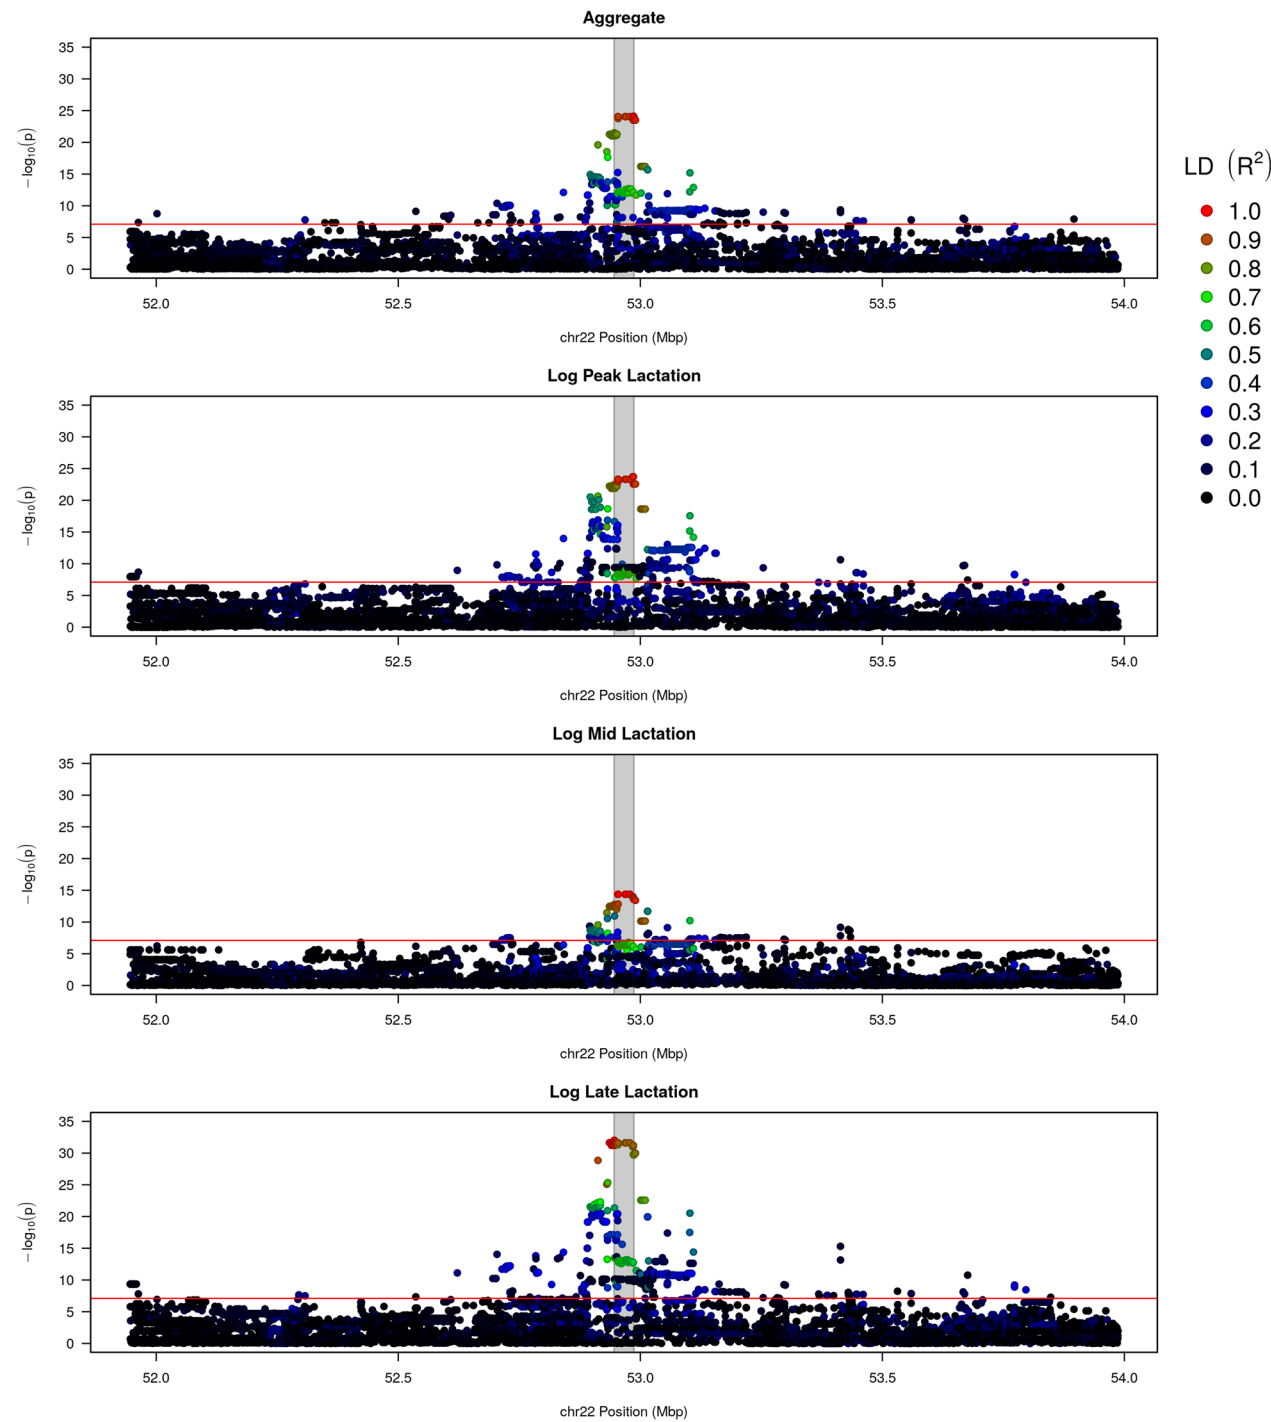 Aggregate
35
30
25
20
15
10
5
0
− log10(p)
52.0 52.5 53.0 53.5 54.0
chr22 Position (Mbp)
LD (R²)
1.0
0.9
0.8
0.7
0.6
0.5
0.4
0.3
0.2
0.1
0.0
Log Peak Lactation
35
30
25
20
15
10
5
0
− log10(p)
52.0 52.5 53.0 53.5 54.0
chr22 Position (Mbp)
Log Mid Lactation
35
30
25
20
15
10
5
0
− log10(p)
52.0 52.5 53.0 53.5 54.0
chr22 Position (Mbp)
Log Late Lactation
35
30
25
20
15
10
5
0
− log10(p)
52.0 52.5 53.0 53.5 54.0
chr22 Position (Mbp)